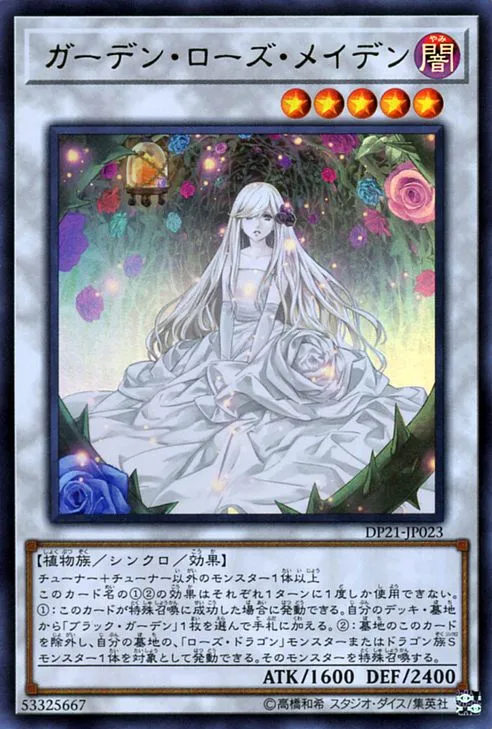 ガーデン・ローズ・メイデン
闇
DP21-JP023
【植物族／シンクロ／効果】
チューナー＋チューナー以外のモンスター1体以上
このカード名の①②の効果はそれぞれ1ターンに1度しか使用できない。
①：このカードが特殊召喚に成功した場合に発動できる。自分のデッキ・墓地
から「ブラック・ガーデン」1枚を選んで手札に加える。②：墓地のこのカード
を除外し、自分の墓地の、「ローズ・ドラゴン」モンスターまたはドラゴン族S
モンスター1体を対象として発動できる。そのモンスターを特殊召喚する。
ATK/1600 DEF/2400
53325667
©高橋和希 スタジオ・ダイス/集英社